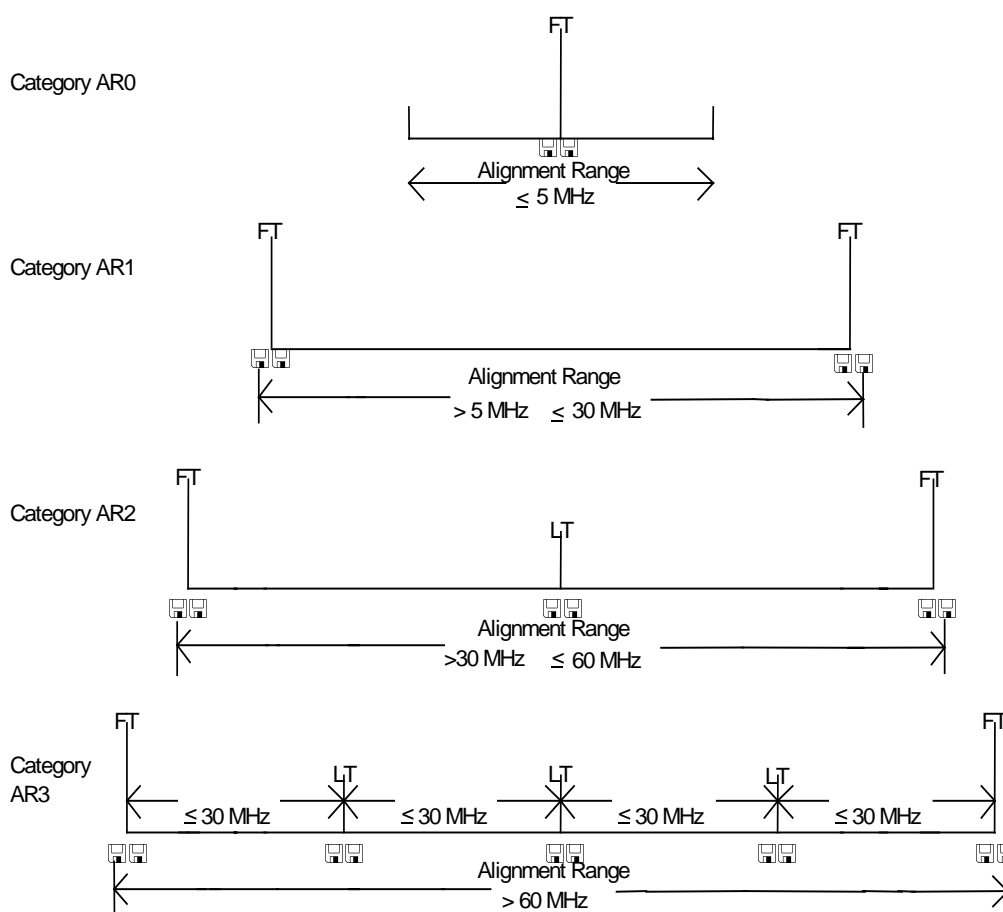 FT
Category AR0
Alignment Range
≤ 5 MHz
FT FT
Category AR1
Alignment Range
> 5 MHz ≤ 30 MHz
FT FT
Category AR2
LT
Alignment Range
>30 MHz ≤ 60 MHz
FT FT
Category
AR3
LT LT LT
≤ 30 MHz ≤ 30 MHz ≤ 30 MHz ≤ 30 MHz
Alignment Range
> 60 MHz